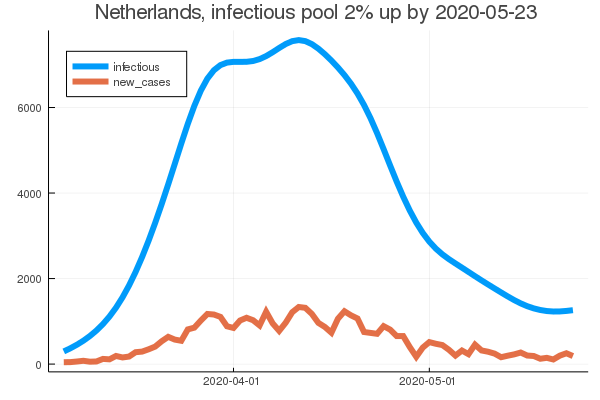 Netherlands, infectious pool 2% up by 2020-05-23
infectious
new_cases
6000
4000
2000
0
2020-04-01
2020-05-01